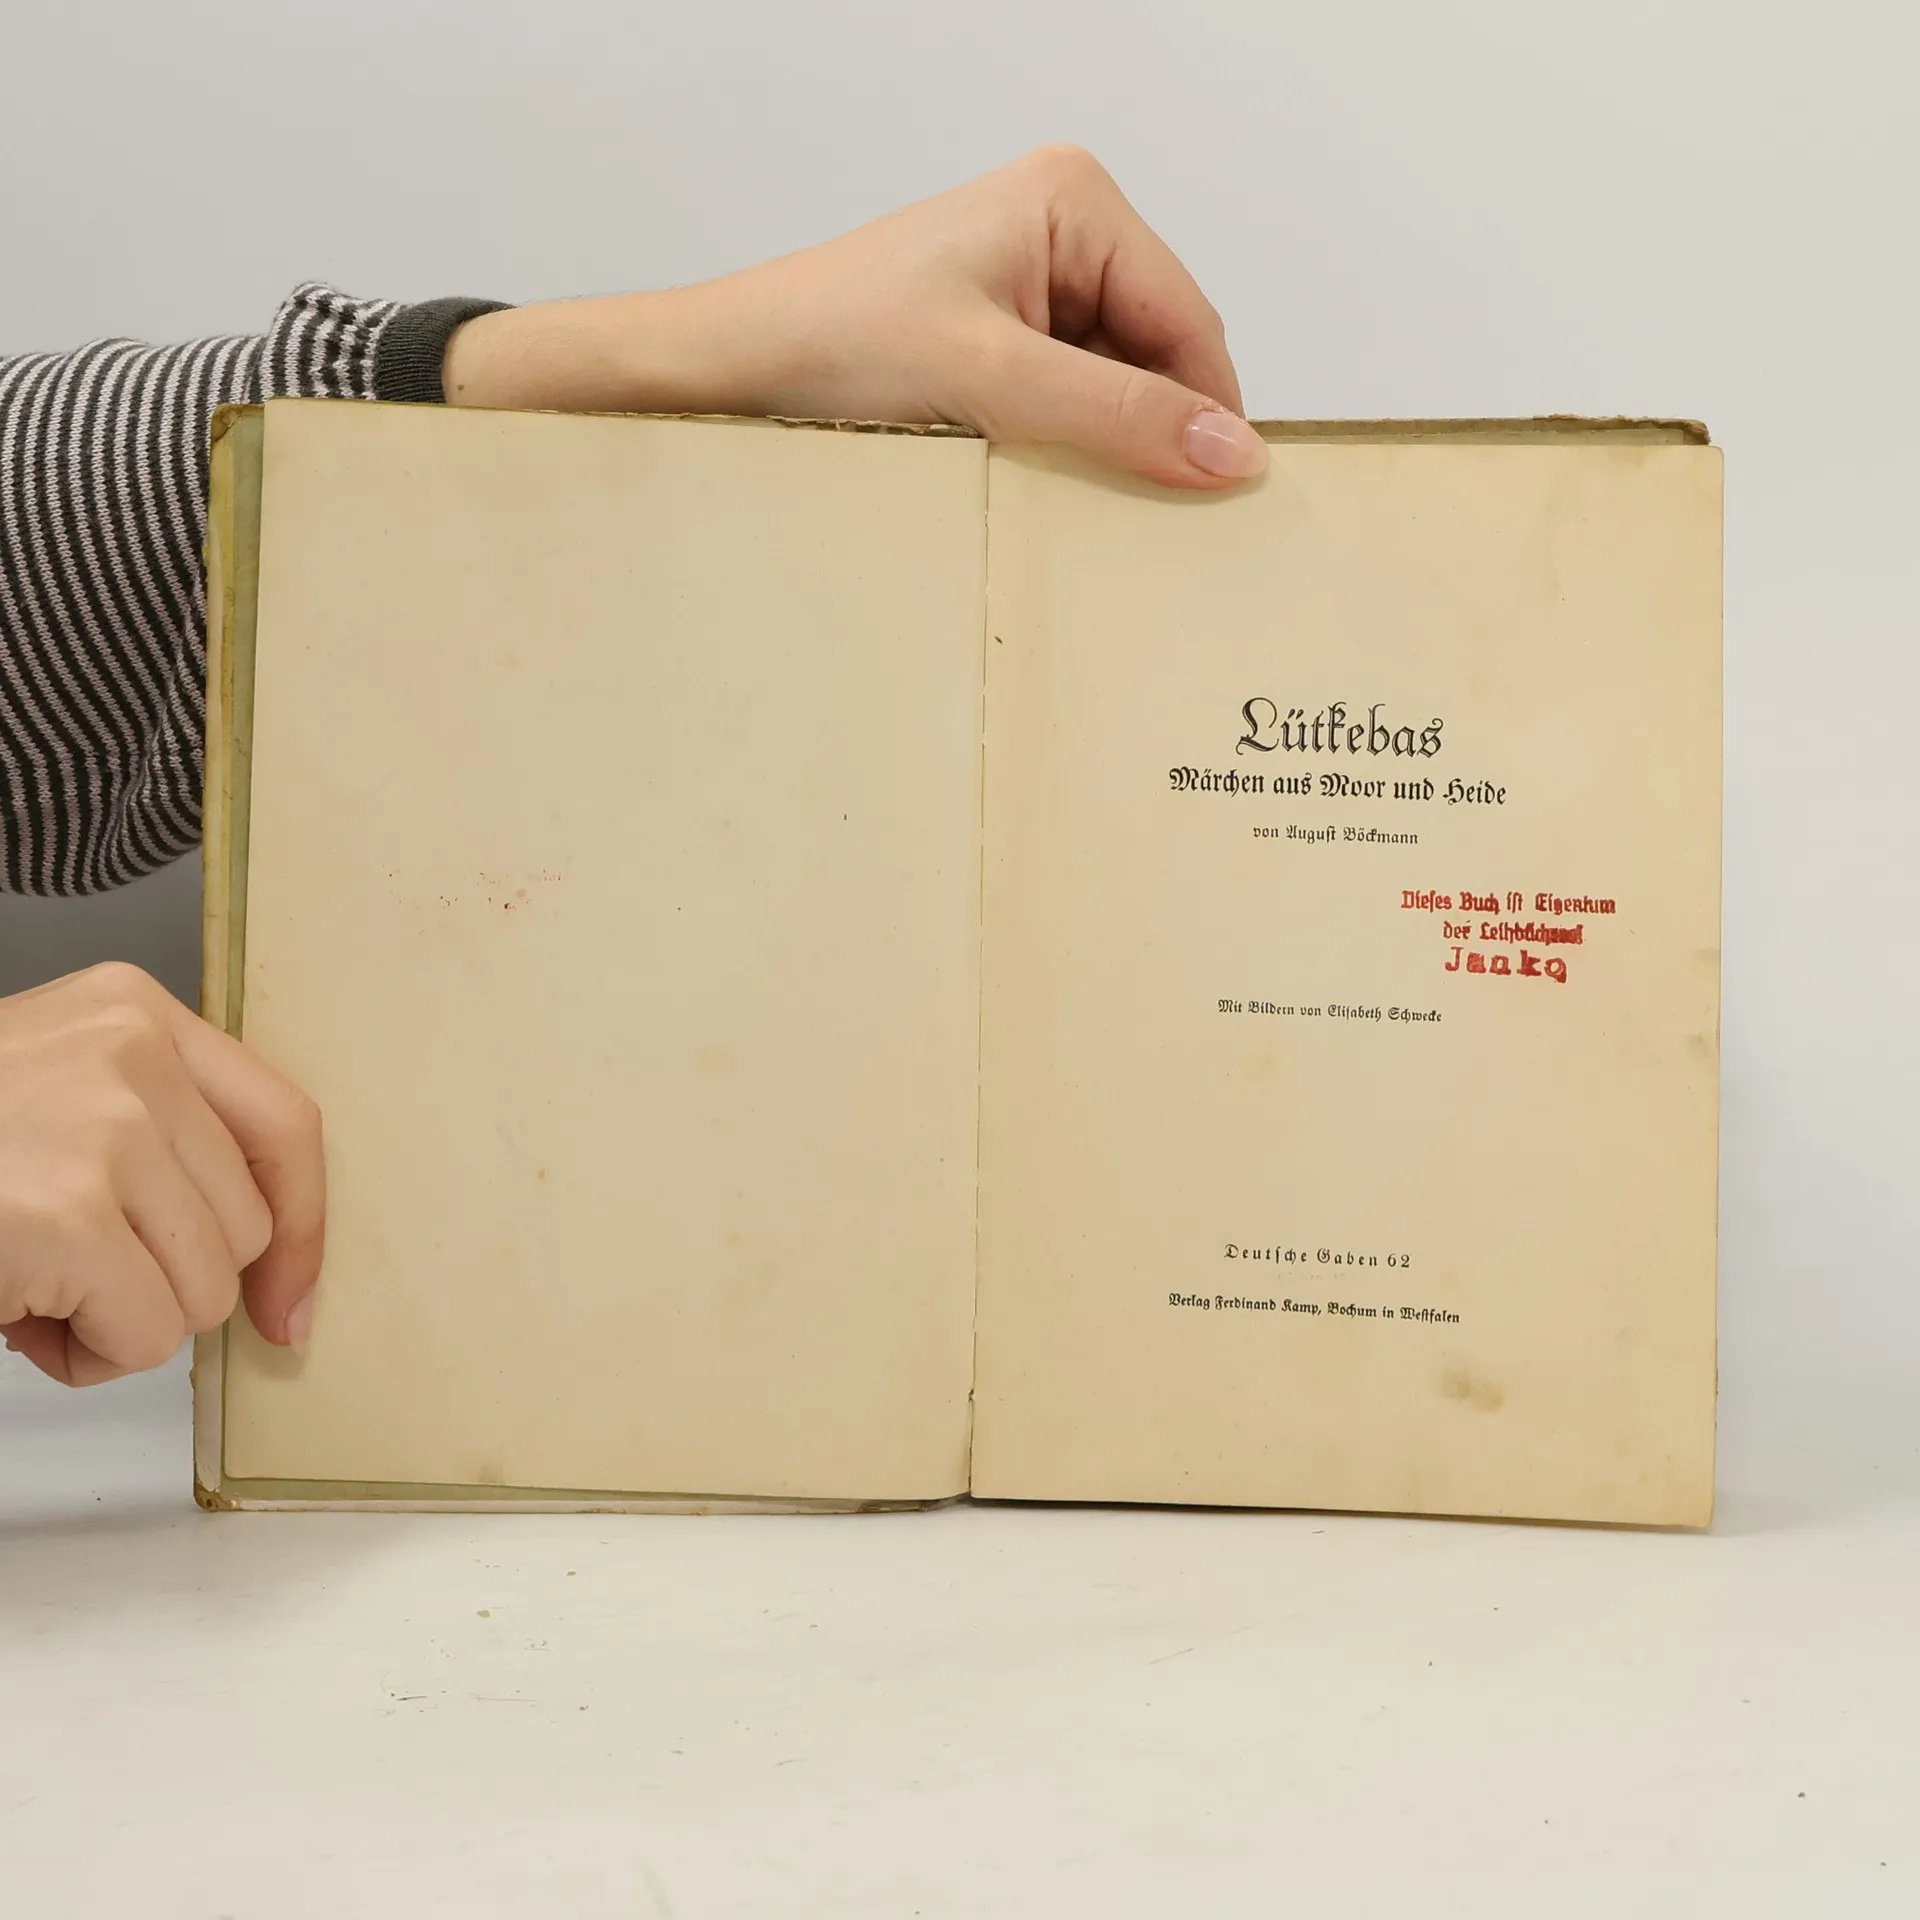 Lütkebas
Märchen aus Moor und Heide
von August Böckmann
Dieses Buch ist Eigentum
der Leihbücherei
Janko
Mit Bildern von Elisabeth Schwecke
Deutsche Gaben 62
Verlag Ferdinand Kamp, Bochum in Westfalen